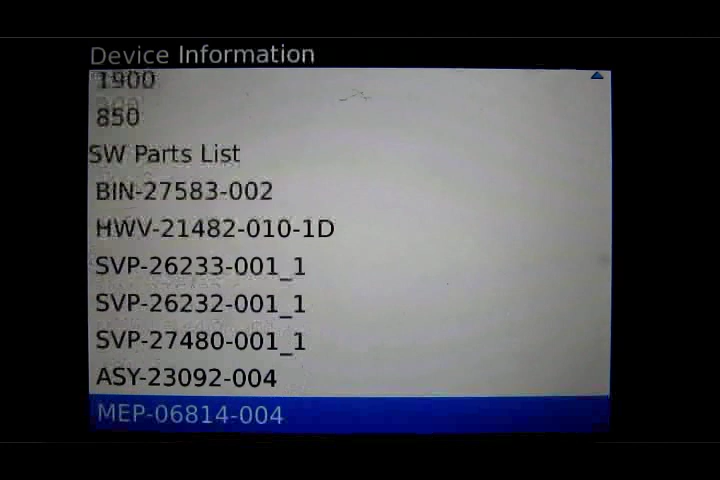 Device Information
1900
850
SW Parts List
BIN-27583-002
HWV-21482-010-1D
SVP-26233-001_1
SVP-26232-001_1
SVP-27480-001_1
ASY-23092-004
MEP-06814-004